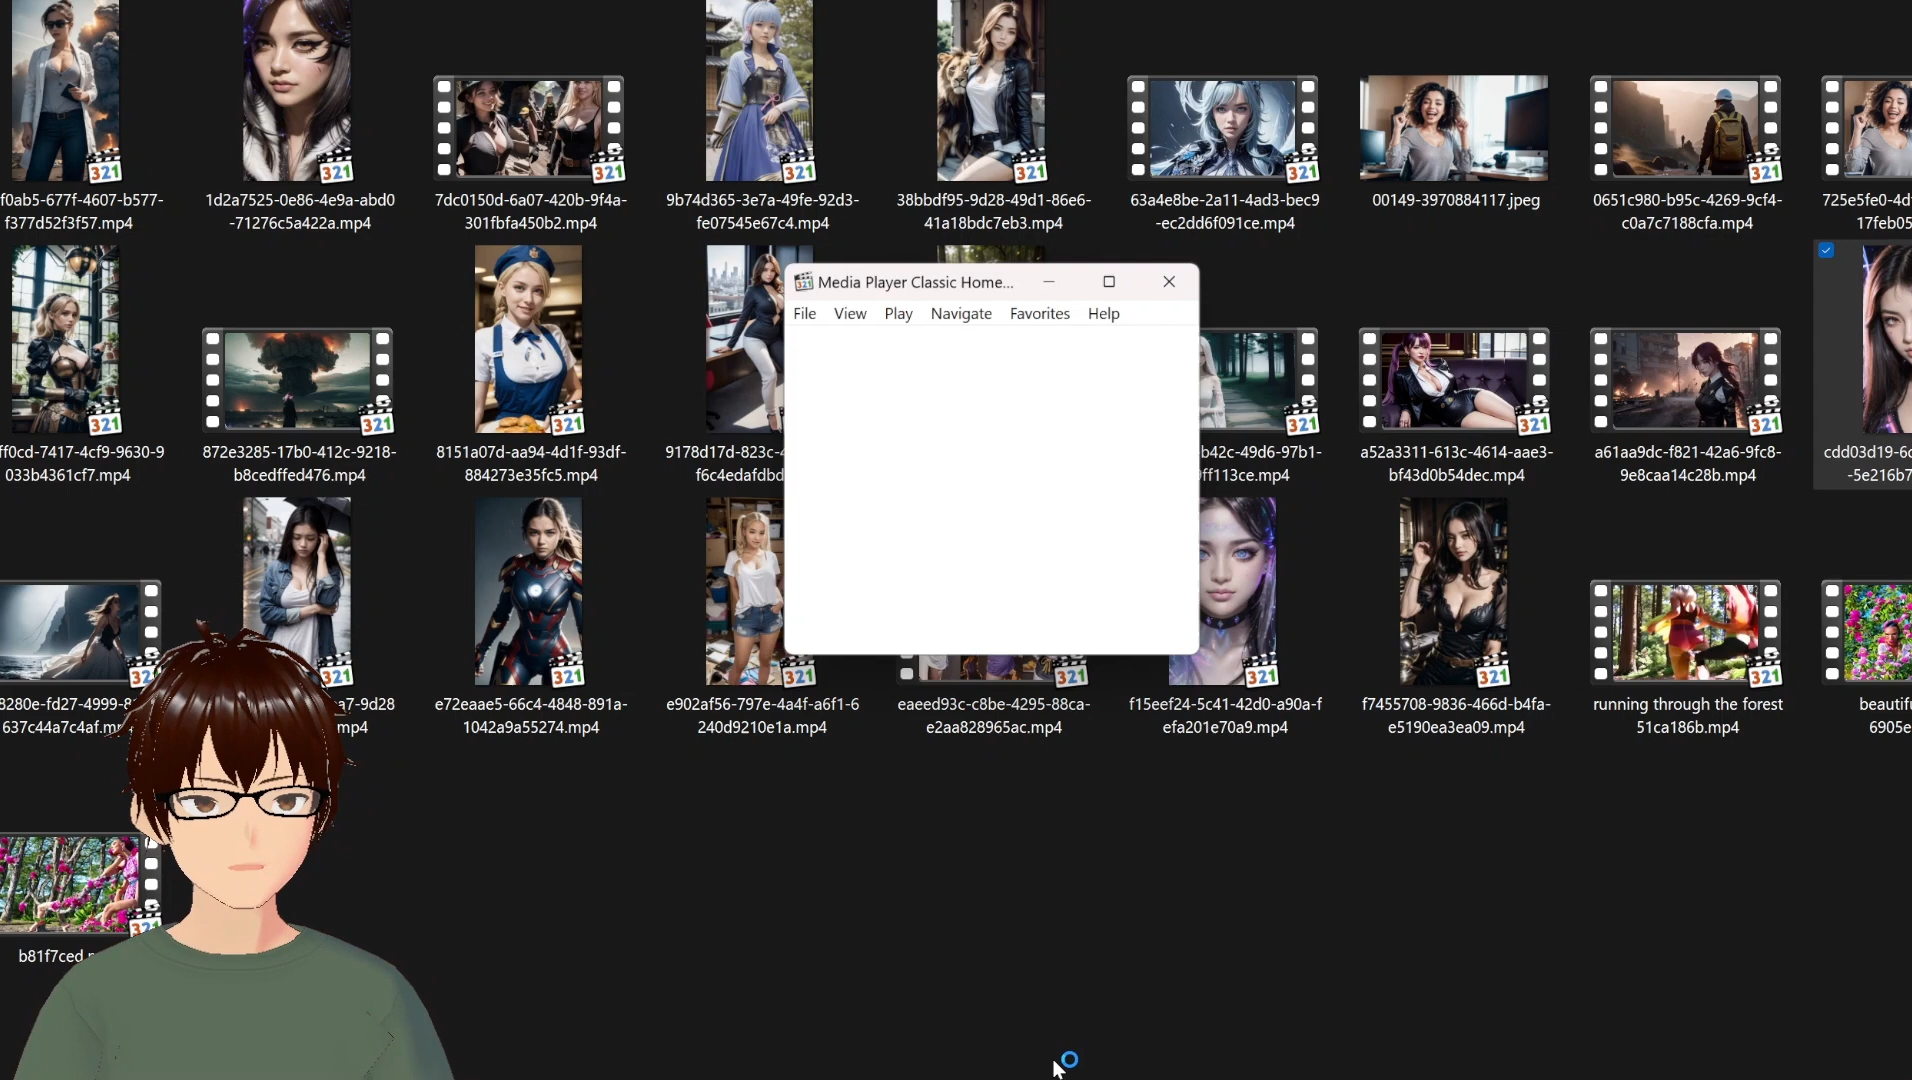 f0ab5-677f-4607-b577-
f377d52f3f57.mp4
1d2a7525-0e86-4e9a-abd0
-71276c5a422a.mp4
7dc0150d-6a07-420b-9f4a-
301fbfa450b2.mp4
9b74d365-3e7a-49fe-92d3-
fe07545e67c4.mp4
38bbdf95-9d28-49d1-86e6-
41a18bdc7eb3.mp4
63a4e8be-2a11-4ad3-bec9
-ec2dd6f091ce.mp4
00149-3970884117.jpeg
0651c980-b95c-4269-9cf4-
c0a7c7188cfa.mp4
725e5fe0-4d
17feb05
Media Player Classic Home...
File View Play Navigate Favorites Help
ff0cd-7417-4cf9-9630-9
033b4361cf7.mp4
872e3285-17b0-412c-9218-
b8cedffed476.mp4
8151a07d-aa94-4d1f-93df-
884273e35fc5.mp4
9178d17d-823c-
f6c4edafdbd
b42c-49d6-97b1-
ff113ce.mp4
a52a3311-613c-4614-aae3-
bf43d0b54dec.mp4
a61aa9dc-f821-42a6-9fc8-
9e8caa14c28b.mp4
cdd03d19-6c
-5e216b7
8280e-fd27-4999-8
637c44a7c4af.m
a7-9d28
mp4
e72eaae5-66c4-4848-891a-
1042a9a55274.mp4
e902af56-797e-4a4f-a6f1-6
240d9210e1a.mp4
eaeed93c-c8be-4295-88ca-
e2aa828965ac.mp4
f15eef24-5c41-42d0-a90a-f
efa201e70a9.mp4
f7455708-9836-466d-b4fa-
e5190ea3ea09.mp4
running through the forest
51ca186b.mp4
beautifu
6905e
b81f7ced